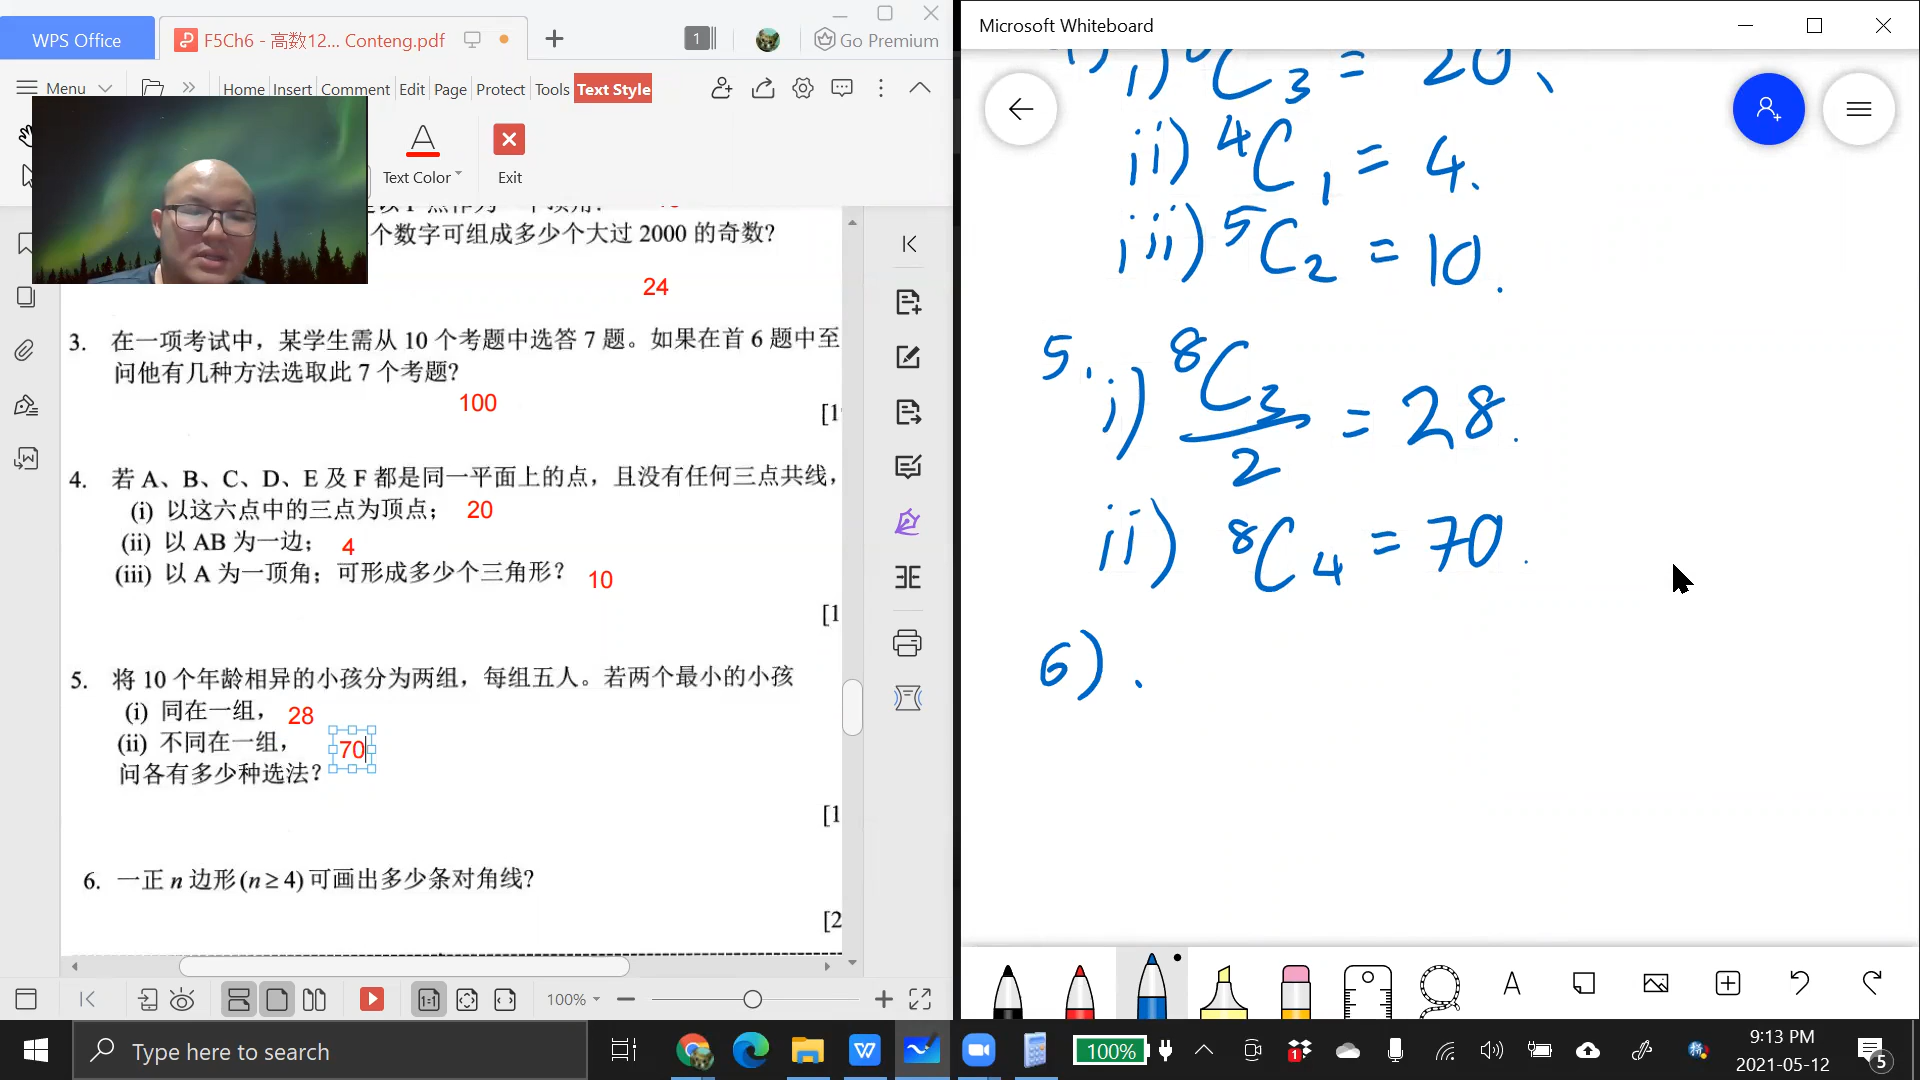 WPS Office
F5Ch6 - 高数12... Conteng.pdf
1
Go Premium
Menu
Home Insert Comment Edit Page Protect Tools Text Style
Text Color
Exit
个数字可组成多少个大过 2000 的奇数?
24
3. 在一项考试中，某学生需从 10 个考题中选答 7 题。如果在首 6 题中至
问他有几种方法选取此 7 个考题?
100
[1
4. 若 A、B、C、D、E 及 F 都是同一平面上的点，且没有任何三点共线，
(i) 以这六点中的三点为顶点； 20
(ii) 以 AB 为一边； 4
(iii) 以 A 为一顶角；可形成多少个三角形? 10
[1
5. 将 10 个年龄相异的小孩分为两组，每组五人。若两个最小的小孩
(i) 同在一组， 28
(ii) 不同在一组， 70
问各有多少种选法?
[1
6. 一正 n 边形 (n ≥ 4) 可画出多少条对角线?
[2
100%
Microsoft Whiteboard
i) ⁶C₃ = 20
ii) ⁴C₁ = 4.
iii) ⁵C₂ = 10.
5. i) ⁸C₃/2 = 28.
ii) ⁸C₄ = 70.
6).
Type here to search
100%
9:13 PM
2021-05-12
5